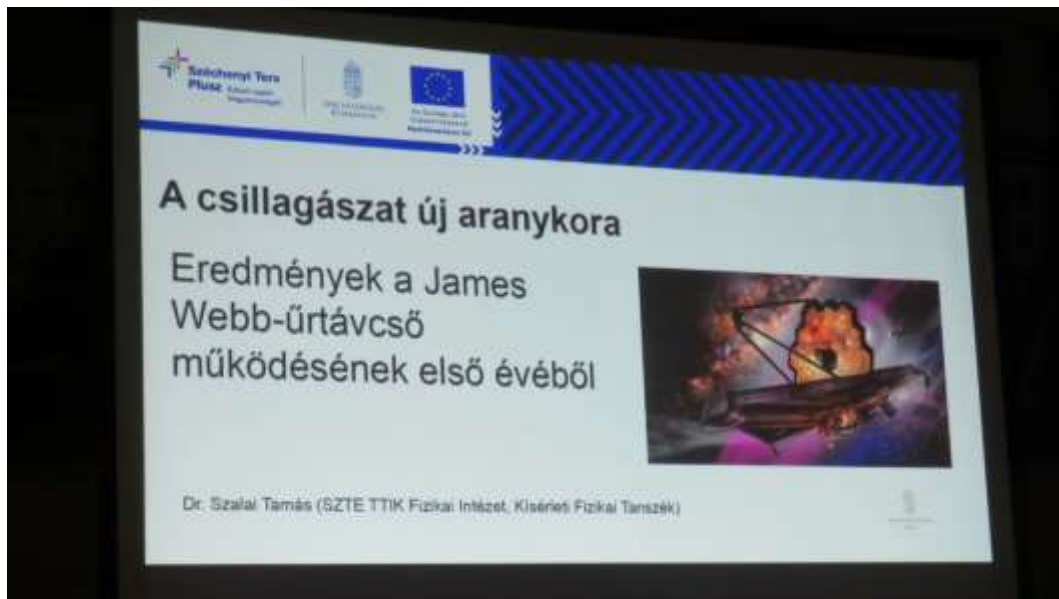 Széchenyi Terv
Plusz
A csillagászat új aranykora
Eredmények a James
Webb-űrtávcső
működésének első évéből
Dr. Szalai Tamás (SZTE TTIK Fizikai Intézet, Kísérleti Fizikai Tanszék)